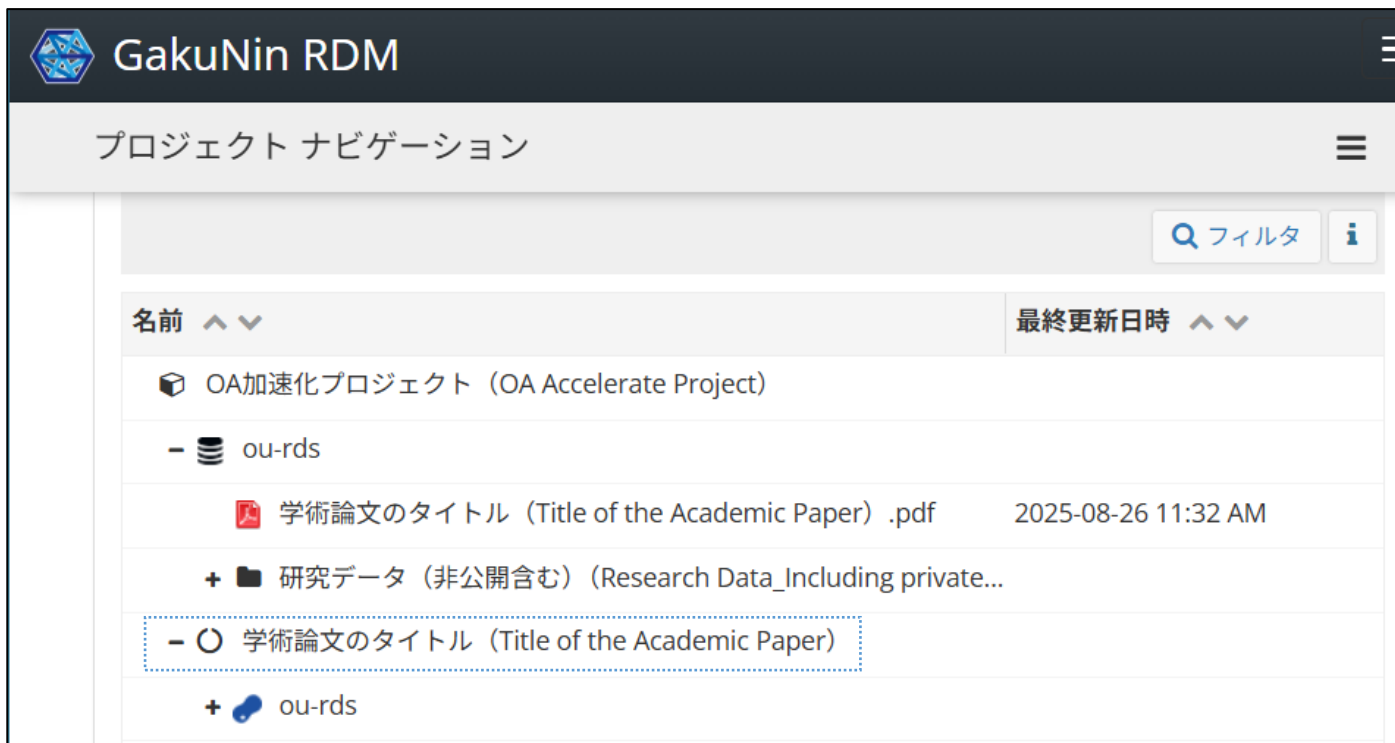 GakuNin RDM
プロジェクト ナビゲーション
フィルタ
名前 最終更新日時
OA加速化プロジェクト（OA Accelerate Project）
ou-rds
学術論文のタイトル（Title of the Academic Paper）.pdf 2025-08-26 11:32 AM
研究データ（非公開含む）（Research Data_Including private...
学術論文のタイトル（Title of the Academic Paper）
ou-rds